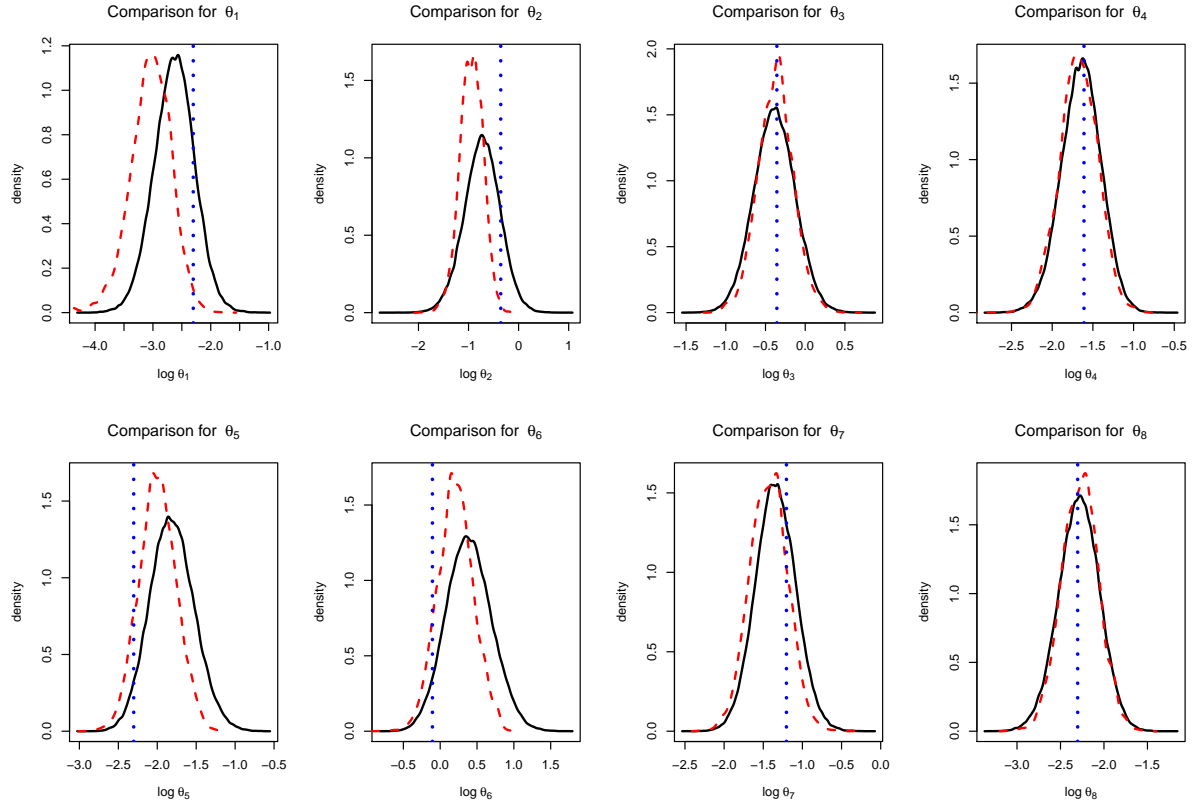 Comparison for θ1
Comparison for θ2
Comparison for θ3
Comparison for θ4
density
0.0 0.2 0.4 0.6 0.8 1.0 1.2
−4.0 −3.0 −2.0 −1.0
log θ1
density
0.0 0.5 1.0 1.5
−2 −1 0 1
log θ2
density
0.0 0.5 1.0 1.5 2.0
−1.5 −1.0 −0.5 0.0 0.5
log θ3
density
0.0 0.5 1.0 1.5
−2.5 −2.0 −1.5 −1.0 −0.5
log θ4
Comparison for θ5
Comparison for θ6
Comparison for θ7
Comparison for θ8
density
0.0 0.5 1.0 1.5
−3.0 −2.5 −2.0 −1.5 −1.0 −0.5
log θ5
density
0.0 0.5 1.0 1.5
−0.5 0.0 0.5 1.0 1.5
log θ6
density
0.0 0.5 1.0 1.5
−2.5 −2.0 −1.5 −1.0 −0.5 0.0
log θ7
density
0.0 0.5 1.0 1.5
−3.0 −2.5 −2.0 −1.5
log θ8